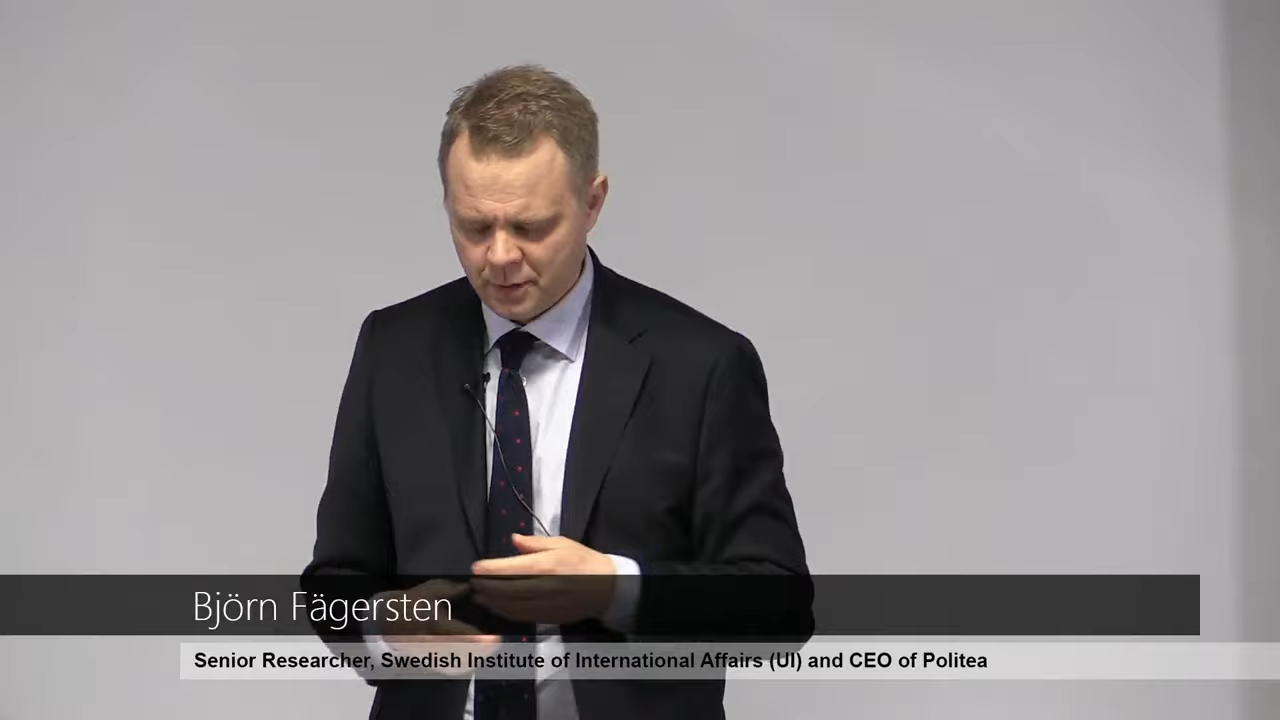 Björn Fägersten
Senior Researcher, Swedish Institute of International Affairs (UI) and CEO of Politea